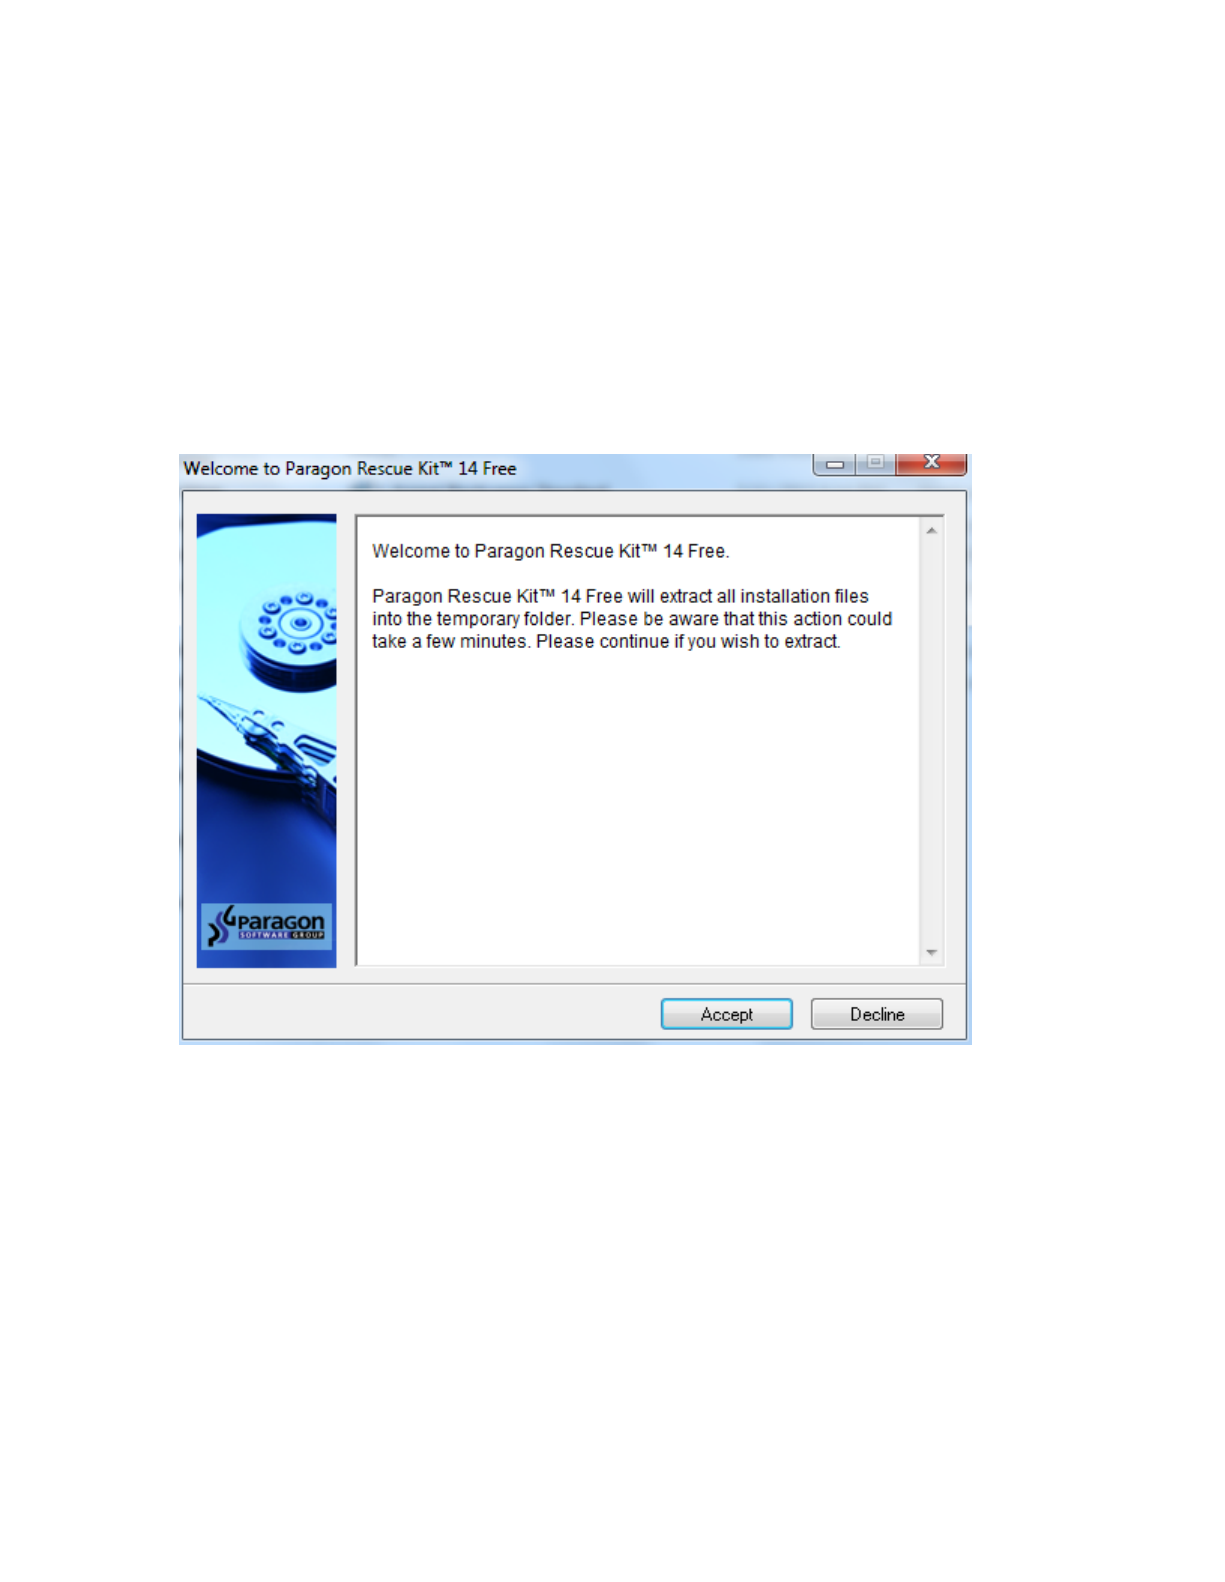 Welcome to Paragon Rescue Kit™ 14 Free
Welcome to Paragon Rescue Kit™ 14 Free.
Paragon Rescue Kit™ 14 Free will extract all installation files
into the temporary folder. Please be aware that this action could
take a few minutes. Please continue if you wish to extract.
Paragon
SOFTWARE GROUP
Accept
Decline